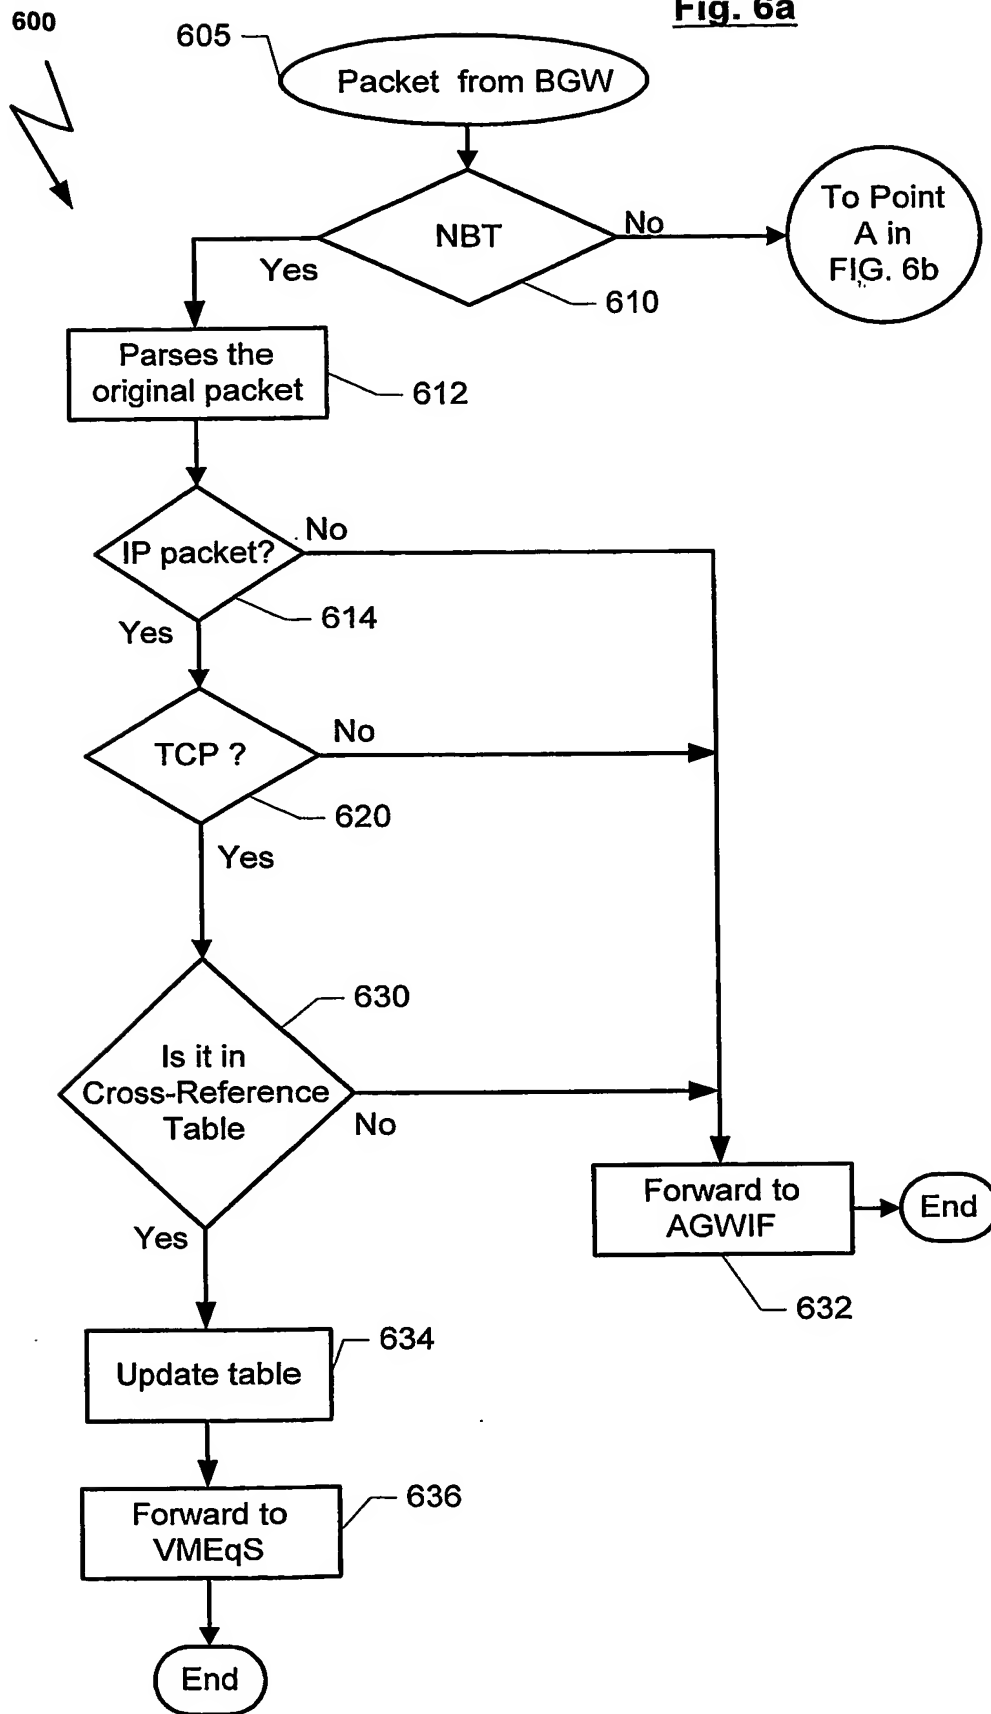 Fig. 6a
600
605
Packet from BGW
NBT
No
To Point
A in
FIG. 6b
Yes
610
Parses the
original packet
612
IP packet?
No
614
Yes
TCP ?
No
620
Yes
630
Is it in
Cross-Reference
Table
No
Yes
Forward to
AGWIF
End
632
634
Update table
636
Forward to
VMEqS
End